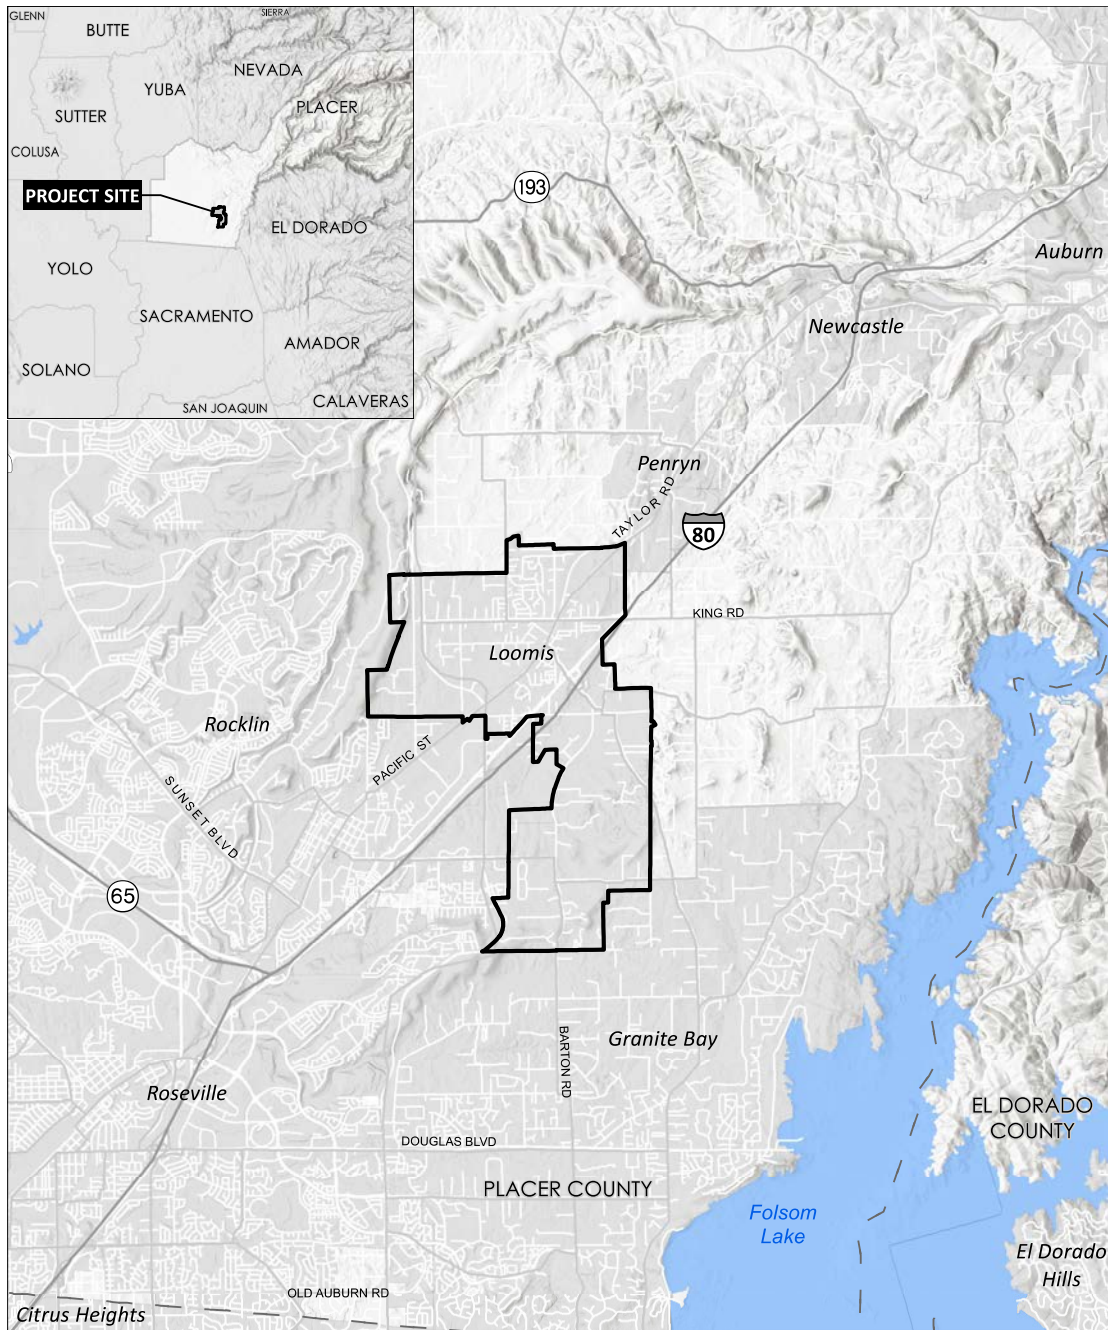 GLENN
SIERRA
BUTTE
NEVADA
YUBA
PLACER
SUTTER
COLUSA
PROJECT SITE
EL DORADO
YOLO
SACRAMENTO
AMADOR
SOLANO
CALAVERAS
SAN JOAQUIN
193
Auburn
Newcastle
Penryn
TAYLOR RD
80
KING RD
Loomis
Rocklin
PACIFIC ST
SUNSET BLVD
65
Granite Bay
BARTON RD
Roseville
EL DORADO
COUNTY
DOUGLAS BLVD
PLACER COUNTY
Folsom
Lake
El Dorado
Hills
OLD AUBURN RD
Citrus Heights